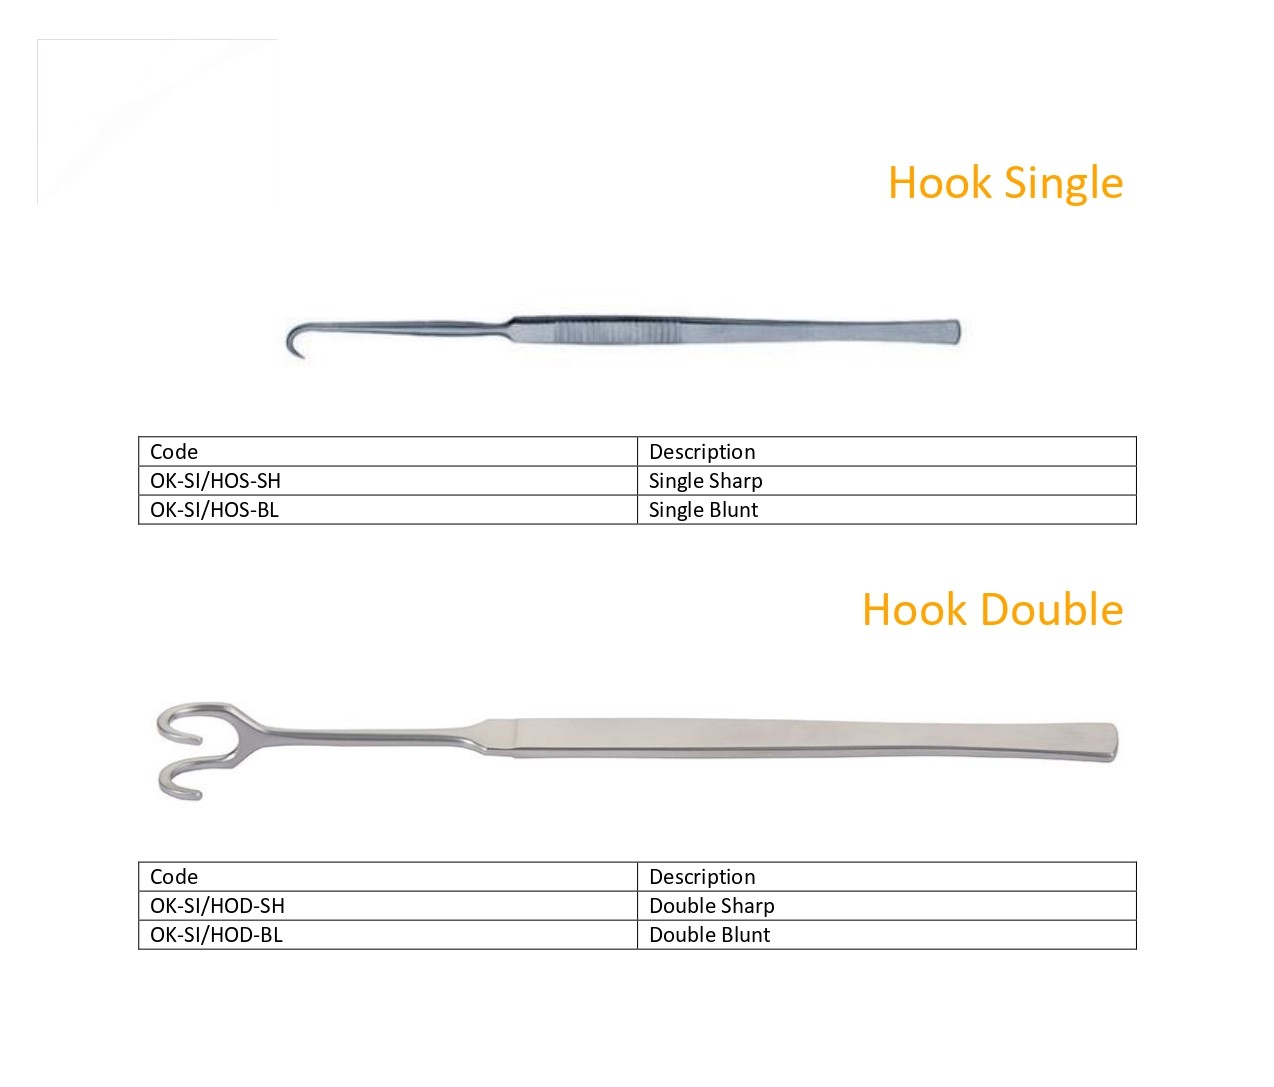 Hook Single
Code Description
OK-SI/HOS-SH Single Sharp
OK-SI/HOS-BL Single Blunt
Hook Double
Code Description
OK-SI/HOD-SH Double Sharp
OK-SI/HOD-BL Double Blunt